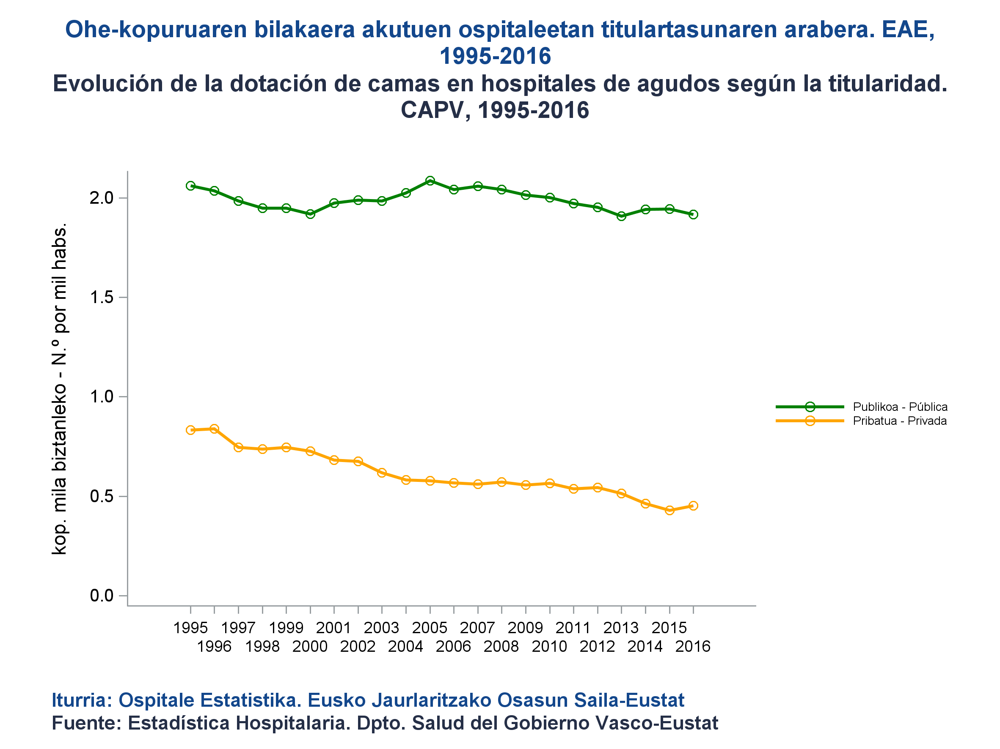 Ohe-kopuruaren bilakaera akutuen ospitaleetan titulartasunaren arabera. EAE,
1995-2016
Evolución de la dotación de camas en hospitales de agudos según la titularidad.
CAPV, 1995-2016
kop. mila biztanleko - N.º por mil habs.
2.0
1.5
1.0
0.5
0.0
Publikoa - Pública
Pribatua - Privada
1995 1997 1999 2001 2003 2005 2007 2009 2011 2013 2015
1996 1998 2000 2002 2004 2006 2008 2010 2012 2014 2016
Iturria: Ospitale Estatistika. Eusko Jaurlaritzako Osasun Saila-Eustat
Fuente: Estadística Hospitalaria. Dpto. Salud del Gobierno Vasco-Eustat